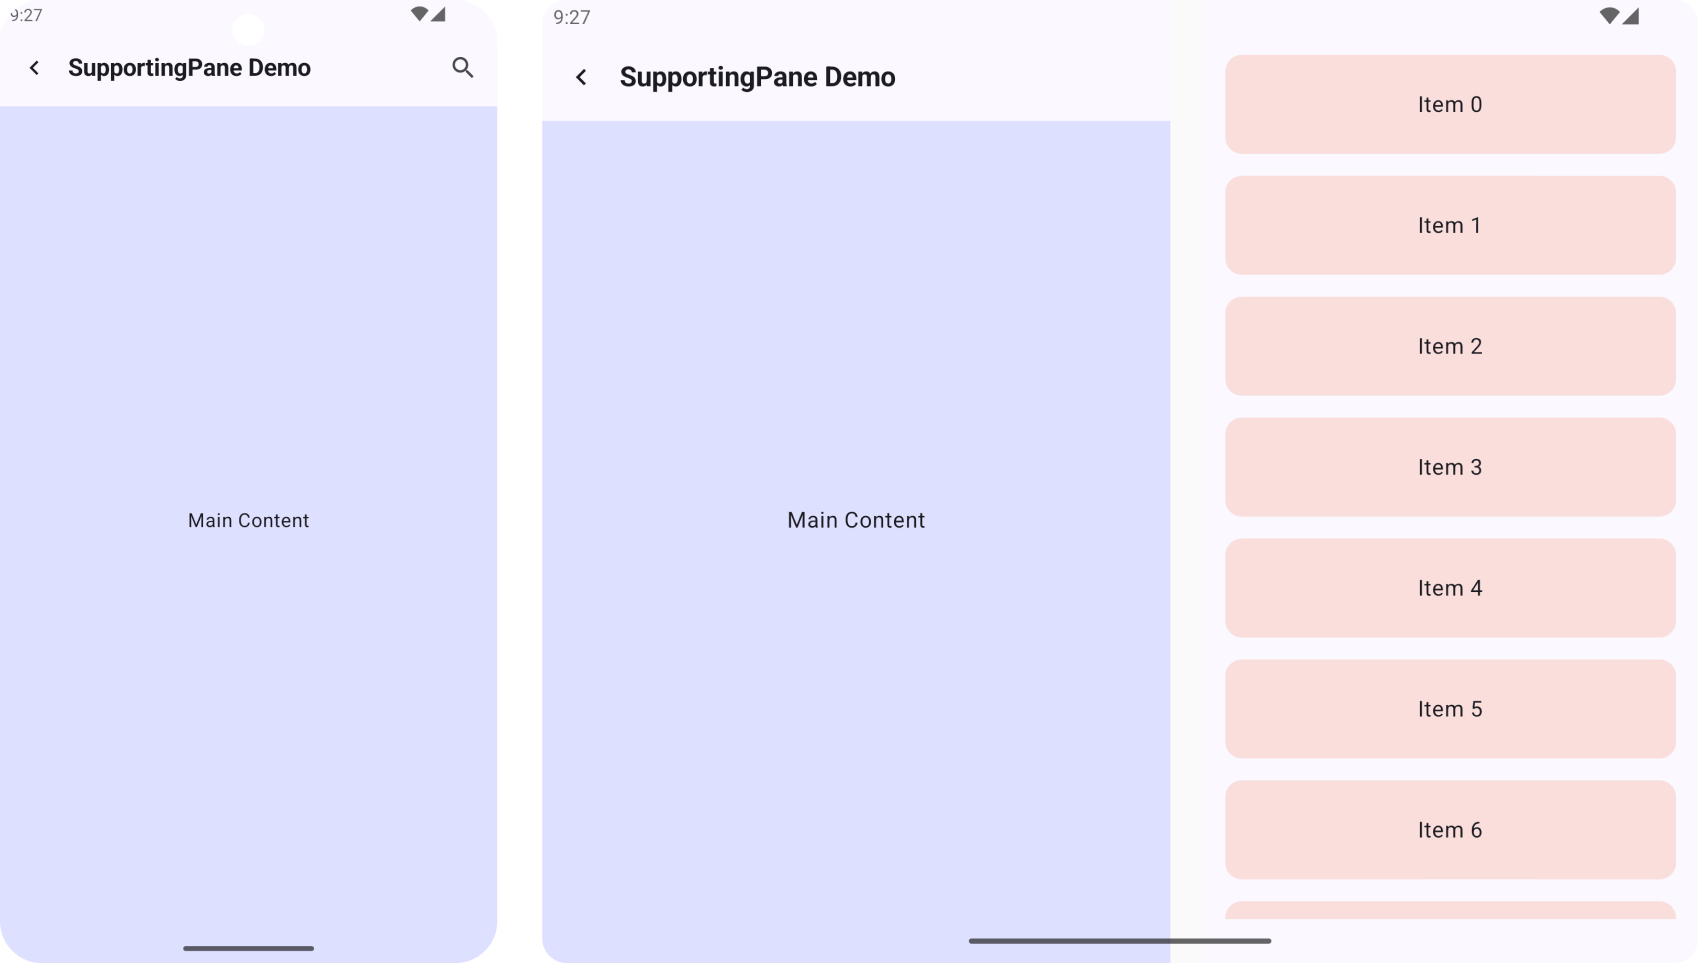 9:27
SupportingPane Demo
Main Content
9:27
SupportingPane Demo
Main Content
Item 0
Item 1
Item 2
Item 3
Item 4
Item 5
Item 6